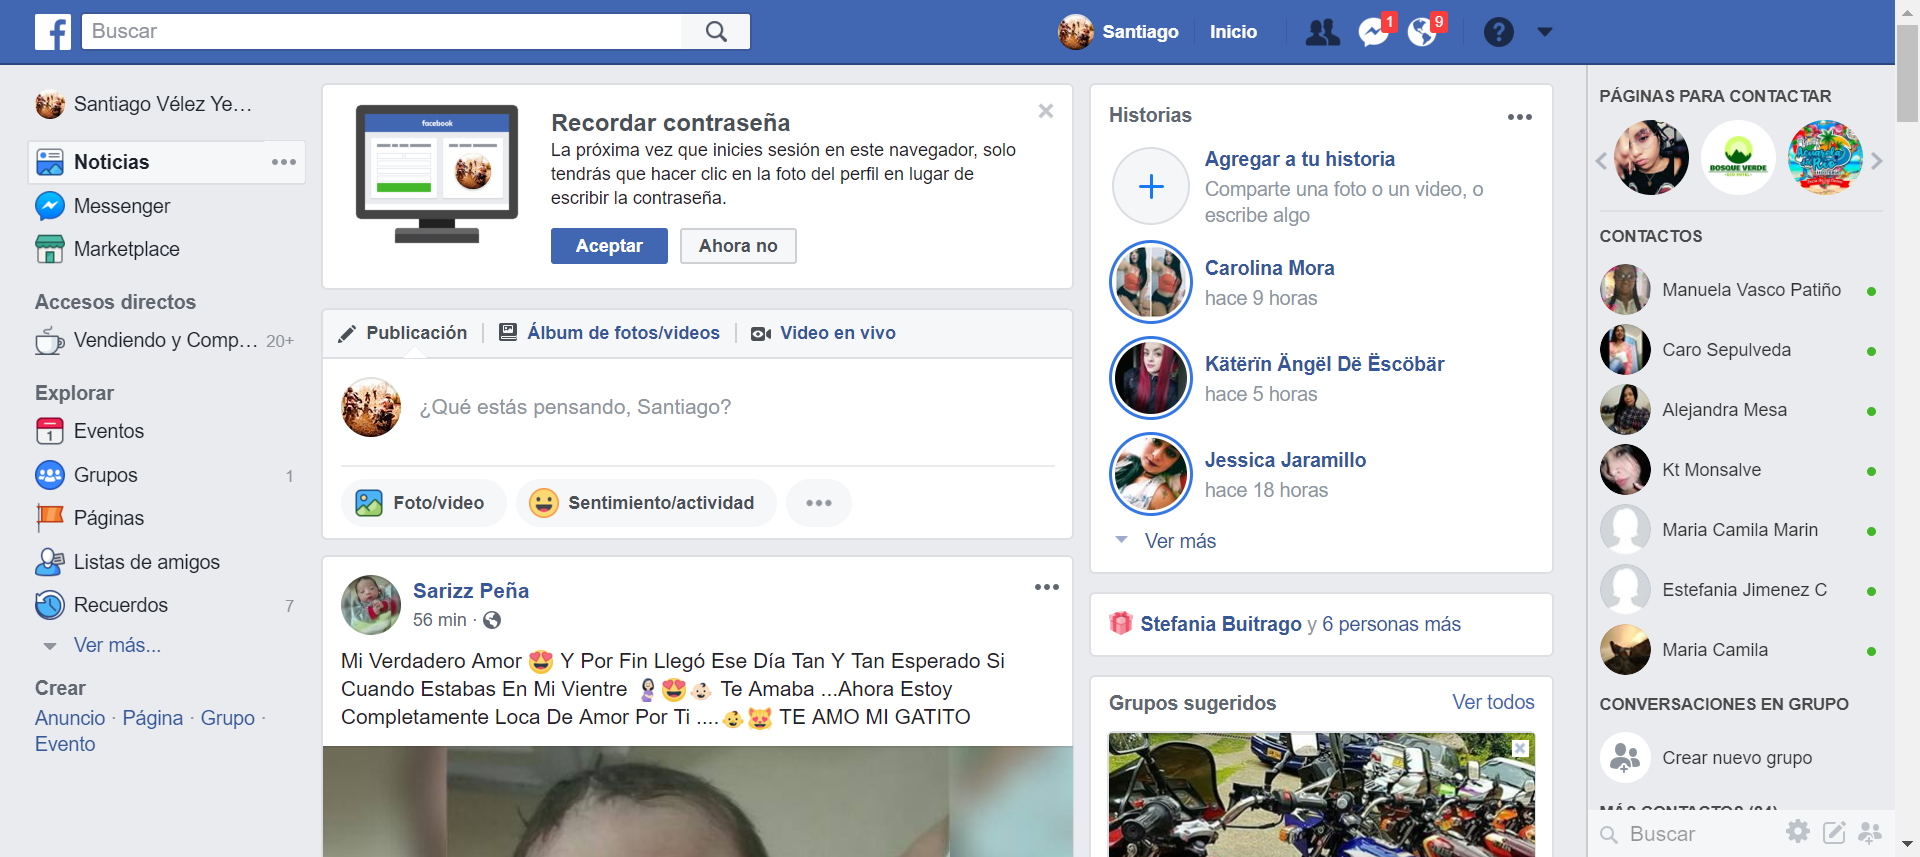 Buscar
Santiago
Inicio
1
9
Santiago Vélez Ye...
Noticias
Messenger
Marketplace
Accesos directos
Vendiendo y Comp... 20+
Explorar
1
Eventos
Grupos 1
Páginas
Listas de amigos
Recuerdos 7
Ver más...
Crear
Anuncio · Página · Grupo ·
Evento
facebook
Recordar contraseña
La próxima vez que inicies sesión en este navegador, solo
tendrás que hacer clic en la foto del perfil en lugar de
escribir la contraseña.
Aceptar
Ahora no
Publicación
Álbum de fotos/videos
Video en vivo
¿Qué estás pensando, Santiago?
Foto/video
Sentimiento/actividad
Sarizz Peña
56 min ·
Mi Verdadero Amor 😍 Y Por Fin Llegó Ese Día Tan Y Tan Esperado Si
Cuando Estabas En Mi Vientre 🤰😍👶 Te Amaba ...Ahora Estoy
Completamente Loca De Amor Por Ti ....👶😻 TE AMO MI GATITO
Historias
Agregar a tu historia
Comparte una foto o un video, o
escribe algo
Carolina Mora
hace 9 horas
Kätërïn Ängël Dë Ëscöbär
hace 5 horas
Jessica Jaramillo
hace 18 horas
Ver más
Stefania Buitrago y 6 personas más
Grupos sugeridos
Ver todos
PÁGINAS PARA CONTACTAR
BOSQUE VERDE
CONTACTOS
Manuela Vasco Patiño
Caro Sepulveda
Alejandra Mesa
Kt Monsalve
Maria Camila Marin
Estefania Jimenez C
Maria Camila
CONVERSACIONES EN GRUPO
Crear nuevo grupo
MÁS CONTACTOS (84)
Buscar